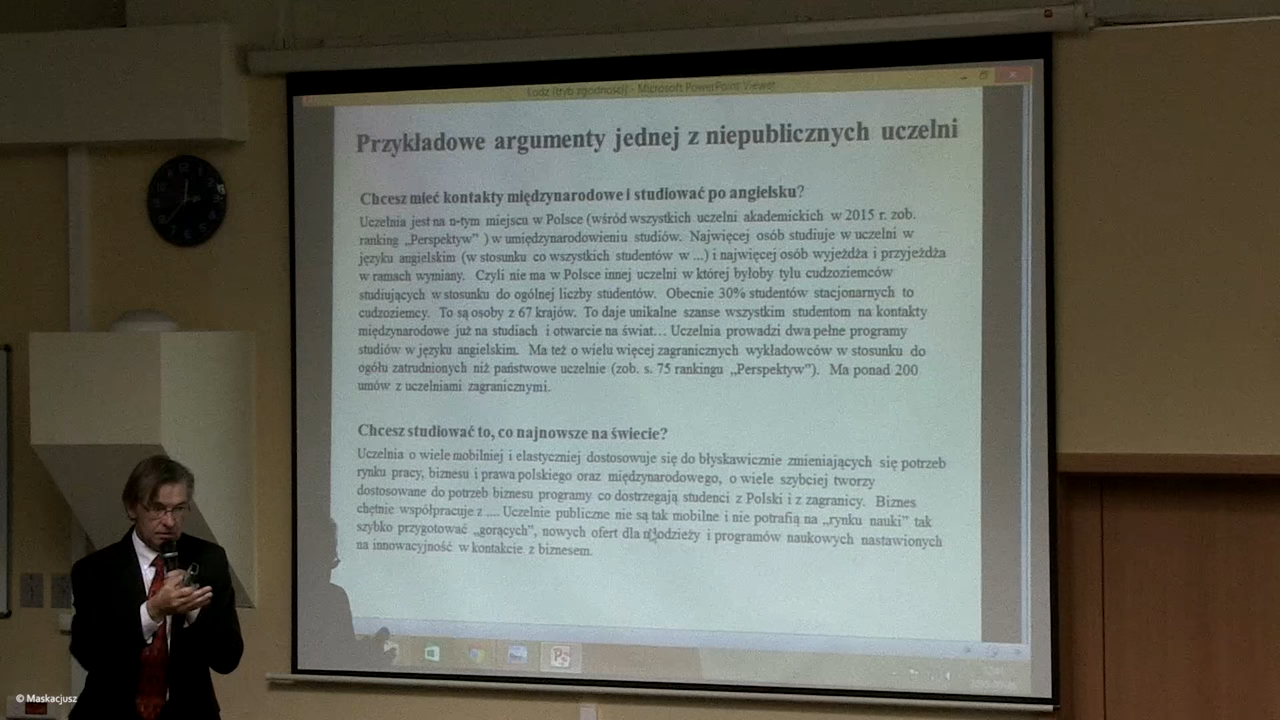 Lodz [tryb zgodności] - Microsoft PowerPoint Viewer
Przykładowe argumenty jednej z niepublicznych uczelni
Chcesz mieć kontakty międzynarodowe i studiować po angielsku?
Uczelnia jest na n-tym miejscu w Polsce (wśród wszystkich uczelni akademickich w 2015 r. zob.
ranking „Perspektyw" ) w umiędzynarodowieniu studiów. Najwięcej osób studiuje w uczelni w
języku angielskim (w stosunku co wszystkich studentów w ...) i najwięcej osób wyjeżdża i przyjeżdża
w ramach wymiany. Czyli nie ma w Polsce innej uczelni w której byłoby tylu cudzoziemców
studiujących w stosunku do ogólnej liczby studentów. Obecnie 30% studentów stacjonarnych to
cudzoziemcy. To są osoby z 67 krajów. To daje unikalne szanse wszystkim studentom na kontakty
międzynarodowe już na studiach i otwarcie na świat... Uczelnia prowadzi dwa pełne programy
studiów w języku angielskim. Ma też o wielu więcej zagranicznych wykładowców w stosunku do
ogółu zatrudnionych niż państwowe uczelnie (zob. s. 75 rankingu „Perspektyw"). Ma ponad 200
umów z uczelniami zagranicznymi.
Chcesz studiować to, co najnowsze na świecie?
Uczelnia o wiele mobilniej i elastyczniej dostosowuje się do błyskawicznie zmieniających się potrzeb
rynku pracy, biznesu i prawa polskiego oraz międzynarodowego, o wiele szybciej tworzy
dostosowane do potrzeb biznesu programy co dostrzegają studenci z Polski i z zagranicy. Biznes
chętnie współpracuje z .... Uczelnie publiczne nie są tak mobilne i nie potrafią na „rynku nauki" tak
szybko przygotować „gorących", nowych ofert dla młodzieży i programów naukowych nastawionych
na innowacyjność w kontakcie z biznesem.
© Maskacjusz